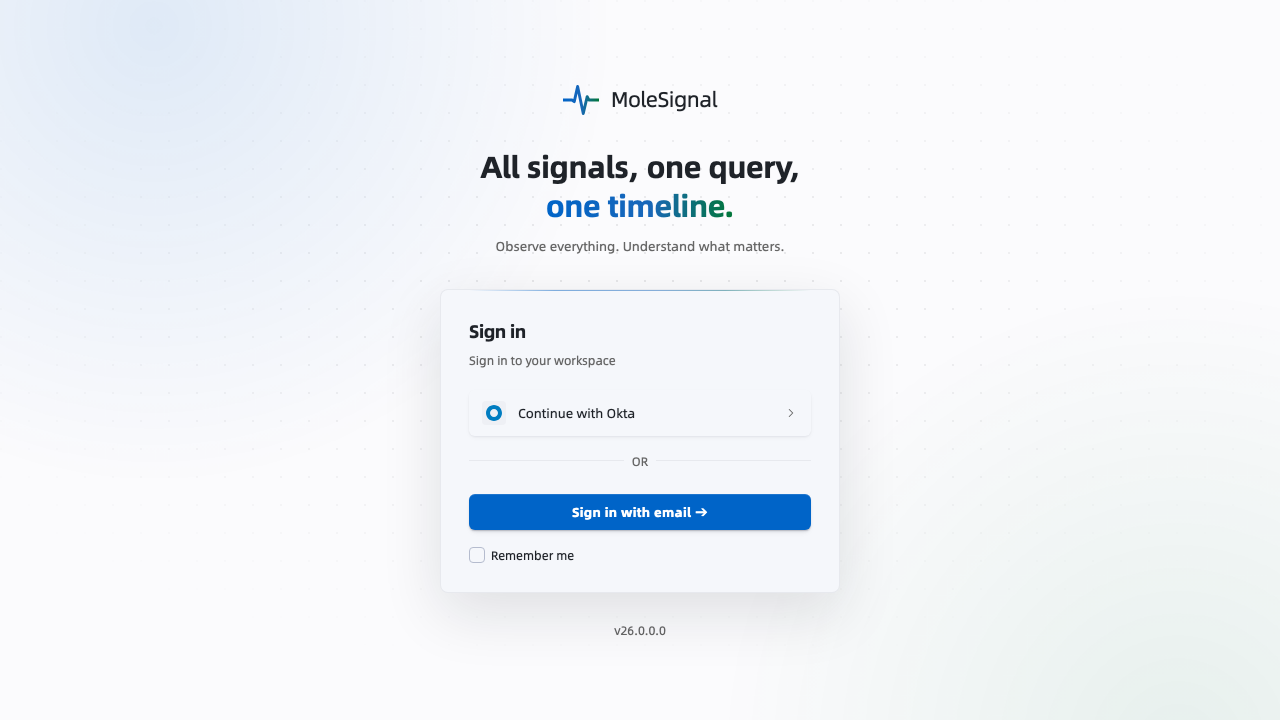 MoleSignal
All signals, one query,
one timeline.
Observe everything. Understand what matters.
Sign in
Sign in to your workspace
Continue with Okta
OR
Sign in with email →
Remember me
v26.0.0.0